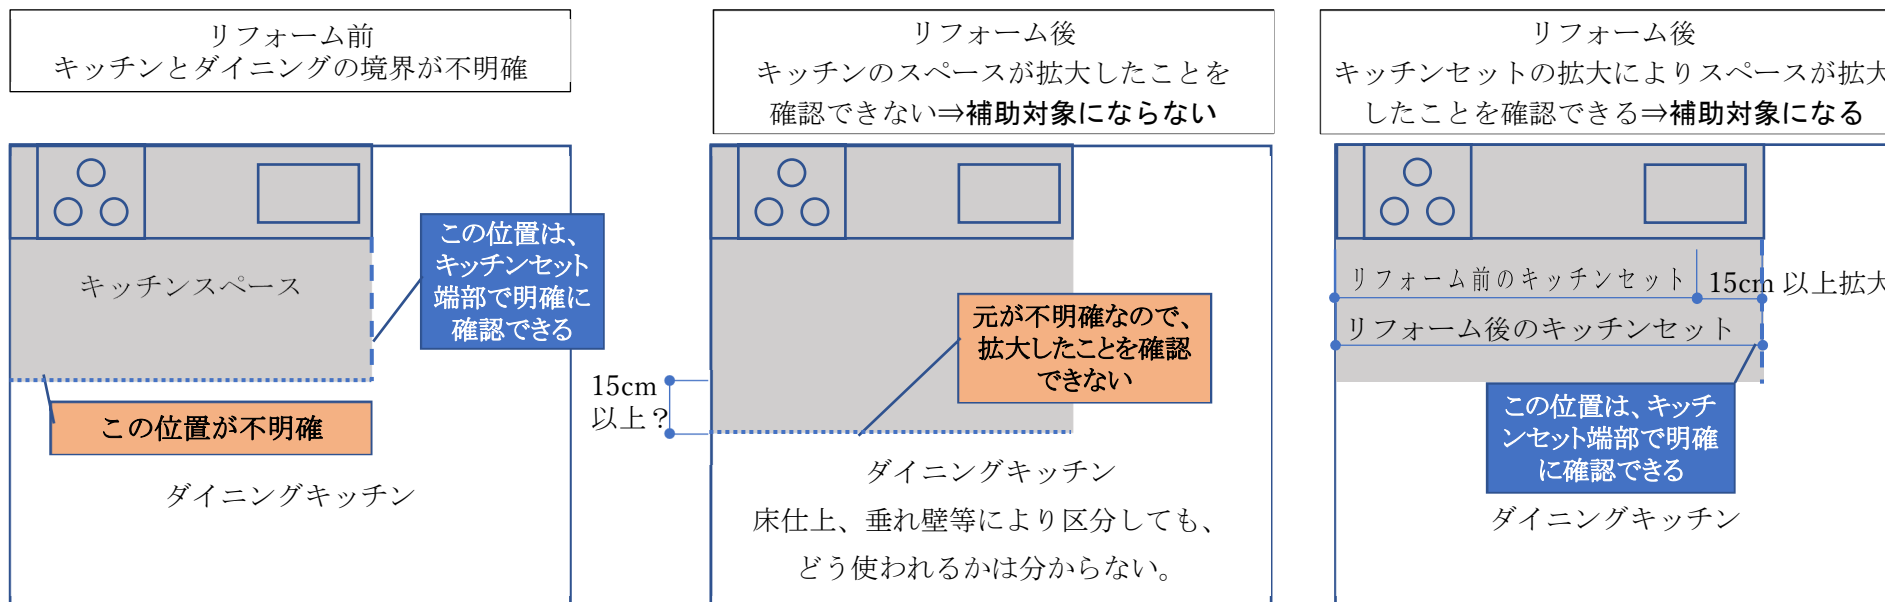 リフォーム前
キッチンとダイニングの境界が不明確
キッチンスペース
この位置は、
キッチンセット
端部で明確に
確認できる
この位置が不明確
ダイニングキッチン
リフォーム後
キッチンのスペースが拡大したことを
確認できない⇒補助対象にならない
元が不明確なので、
拡大したことを確認
できない
15cm
以上？
ダイニングキッチン
床仕上、垂れ壁等により区分しても、
どう使われるかは分からない。
リフォーム後
キッチンセットの拡大によりスペースが拡大
したことを確認できる⇒補助対象になる
リフォーム前のキッチンセット
15cm 以上拡大
リフォーム後のキッチンセット
この位置は、キッチ
ンセット端部で明確
に確認できる
ダイニングキッチン